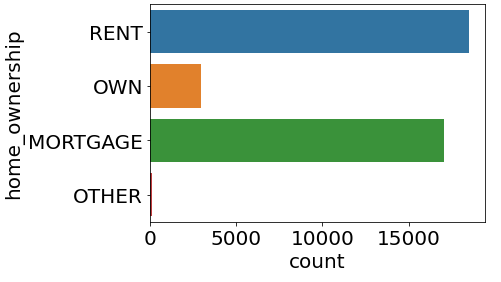 home_ownership
RENT
OWN
MORTGAGE
OTHER
0 5000 10000 15000
count